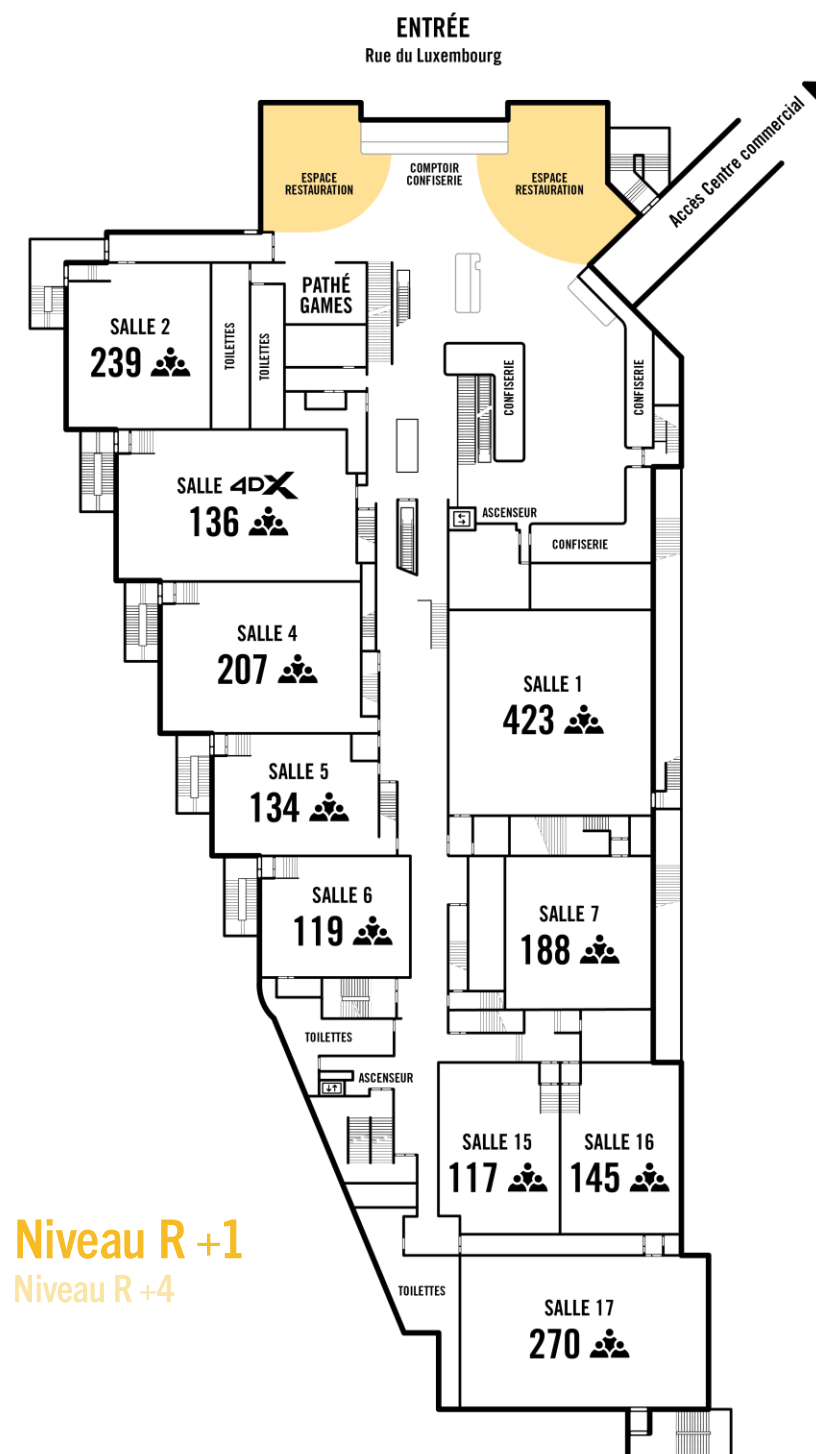 ENTRÉE
Rue du Luxembourg
Accès Centre commercial
ESPACE
RESTAURATION
COMPTOIR
CONFISERIE
ESPACE
RESTAURATION
PATHÉ
GAMES
SALLE 2
239
TOILETTES
TOILETTES
CONFISERIE
CONFISERIE
SALLE 4DX
136
ASCENSEUR
CONFISERIE
SALLE 4
207
SALLE 1
423
SALLE 5
134
SALLE 6
119
SALLE 7
188
TOILETTES
ASCENSEUR
SALLE 15
117
SALLE 16
145
Niveau R +1
Niveau R +4
TOILETTES
SALLE 17
270